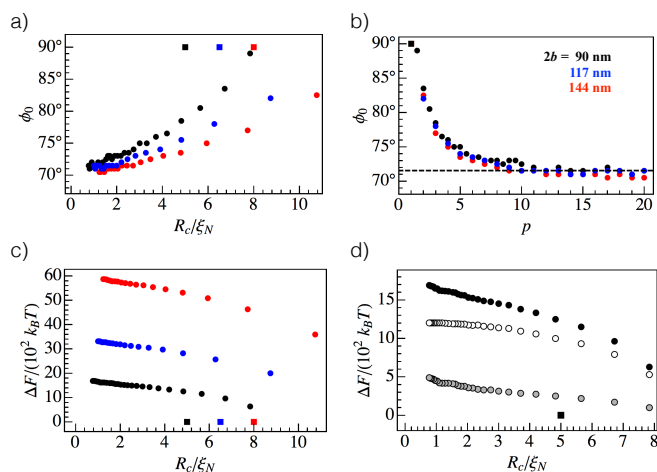 a)
90°
85°
80°
75°
70°
ϕ0
0 2 4 6 8 10
Rc/ξN
b)
90°
85°
80°
75°
70°
ϕ0
2b = 90 nm
117 nm
144 nm
0 5 10 15 20
p
c)
60
50
40
30
20
10
0
ΔF/(10² kBT)
0 2 4 6 8 10
Rc/ξN
d)
15
10
5
0
ΔF/(10² kBT)
0 1 2 3 4 5 6 7 8
Rc/ξN